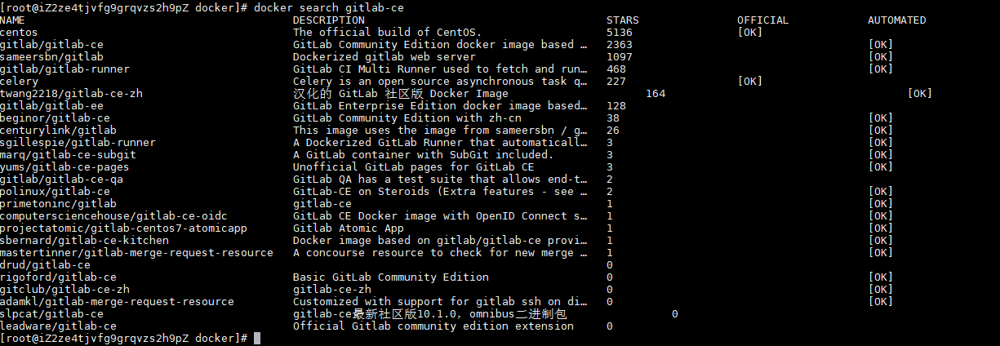 [root@iZ2ze4tjvfg9grqvzs2h9pZ docker]# docker search gitlab-ce
NAME DESCRIPTION STARS OFFICIAL AUTOMATED
centos The official build of CentOS. 5136 [OK]
gitlab/gitlab-ce GitLab Community Edition docker image based … 2363 [OK]
sameersbn/gitlab Dockerized gitlab web server 1097 [OK]
gitlab/gitlab-runner GitLab CI Multi Runner used to fetch and run… 468 [OK]
celery Celery is an open source asynchronous task q… 227 [OK]
twang2218/gitlab-ce-zh 汉化的 GitLab 社区版 Docker Image 164 [OK]
gitlab/gitlab-ee GitLab Enterprise Edition docker image based… 128
beginor/gitlab-ce GitLab Community Edition with zh-cn 38 [OK]
centurylink/gitlab This image uses the image from sameersbn / g… 26 [OK]
sgillespie/gitlab-runner A Dockerized GitLab Runner that automaticall… 3 [OK]
marq/gitlab-ce-subgit A GitLab container with SubGit included. 3 [OK]
yums/gitlab-ce-pages Unofficial GitLab pages for GitLab CE 3 [OK]
gitlab/gitlab-ce-qa GitLab QA has a test suite that allows end-t… 2
polinux/gitlab-ce GitLab-CE on Steroids (Extra features - see … 2 [OK]
primetoninc/gitlab gitlab-ce 1 [OK]
computersciencehouse/gitlab-ce-oidc GitLab CE Docker image with OpenID Connect s… 1 [OK]
projectatomic/gitlab-centos7-atomicapp GitLab Atomic App 1 [OK]
sbernard/gitlab-ce-kitchen Docker image based on gitlab/gitlab-ce provi… 1 [OK]
mastertinner/gitlab-merge-request-resource A concourse resource to check for new merge … 1 [OK]
drud/gitlab-ce 0
rigoford/gitlab-ce Basic GitLab Community Edition 0 [OK]
gitclub/gitlab-ce-zh gitlab-ce-zh 0 [OK]
adamkl/gitlab-merge-request-resource Customized with support for gitlab ssh on di… 0 [OK]
slpcat/gitlab-ce gitlab-ce最新社区版10.1.0，omnibus二进制包 0
leadware/gitlab-ce Official Gitlab community edition extension 0
[root@iZ2ze4tjvfg9grqvzs2h9pZ docker]#